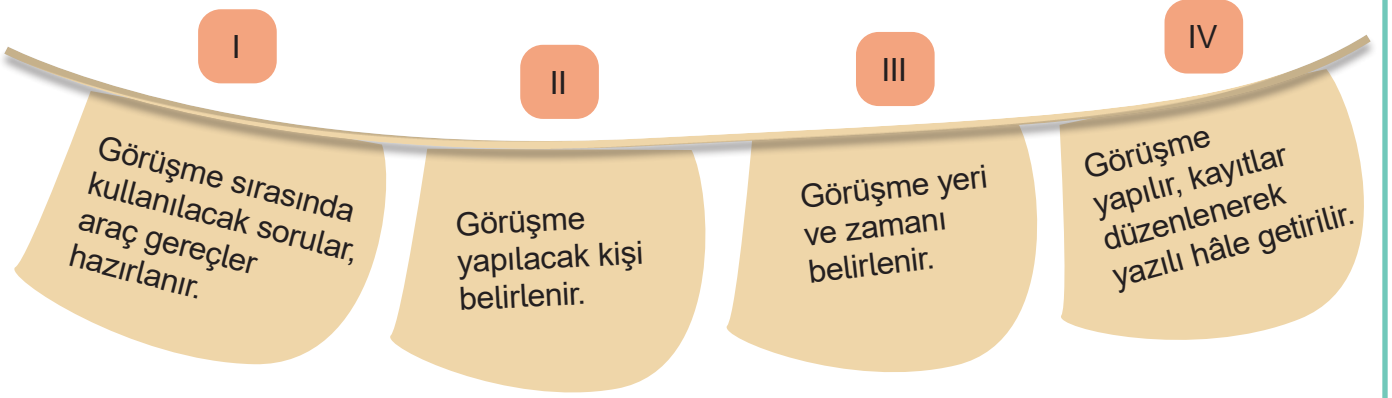 I
Görüşme sırasında
kullanılacak sorular,
araç gereçler
hazırlanır.
II
Görüşme
yapılacak kişi
belirlenir.
III
Görüşme yeri
ve zamanı
belirlenir.
IV
Görüşme
yapılır, kayıtlar
düzenlenerek
yazılı hâle getirilir.